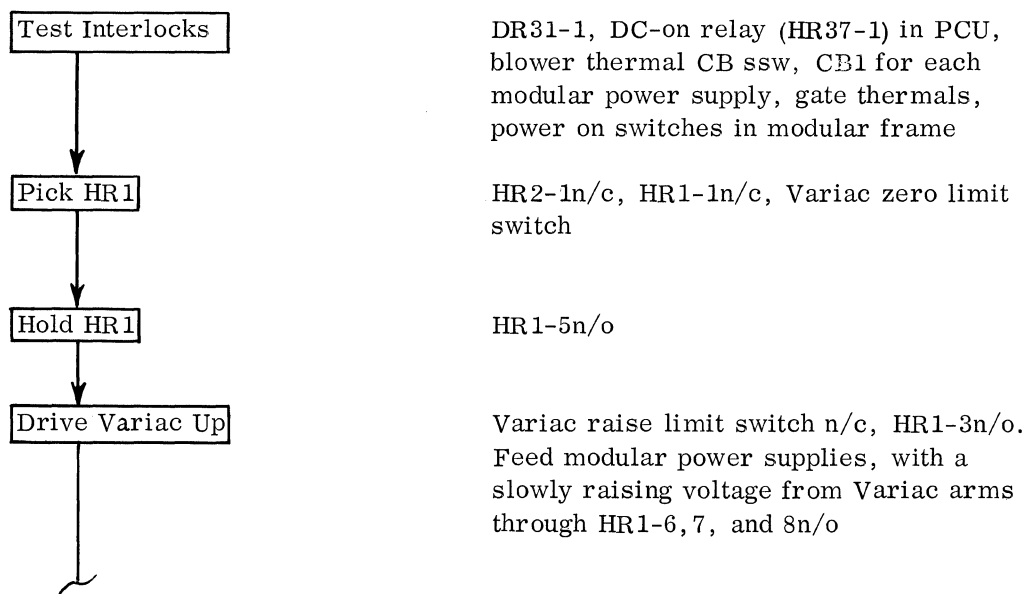 Test Interlocks
DR31-1, DC-on relay (HR37-1) in PCU,
blower thermal CB ssw, CB1 for each
modular power supply, gate thermals,
power on switches in modular frame
Pick HR1
HR2-1n/c, HR1-1n/c, Variac zero limit
switch
Hold HR1
HR1-5n/o
Drive Variac Up
Variac raise limit switch n/c, HR1-3n/o.
Feed modular power supplies, with a
slowly raising voltage from Variac arms
through HR1-6,7, and 8n/o